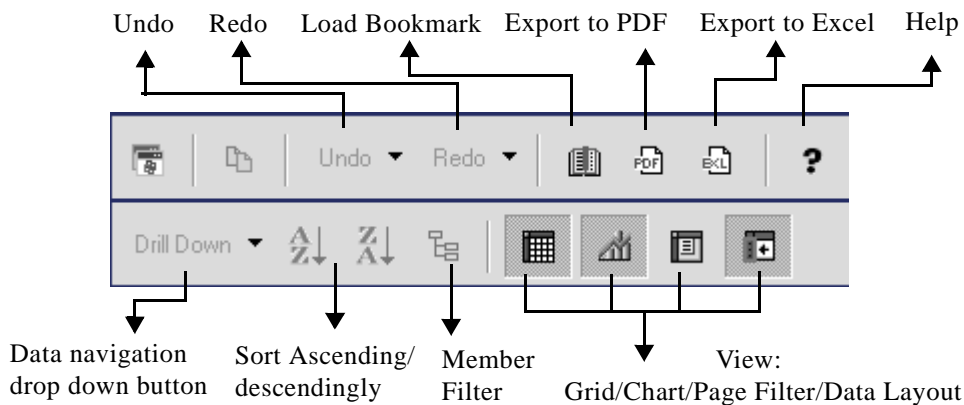 Undo Redo Load Bookmark Export to PDF Export to Excel Help
Undo Redo PDF EXL ?
Drill Down A Z Z A
Data navigation Sort Ascending/ Member View:
drop down button descendingly Filter Grid/Chart/Page Filter/Data Layout